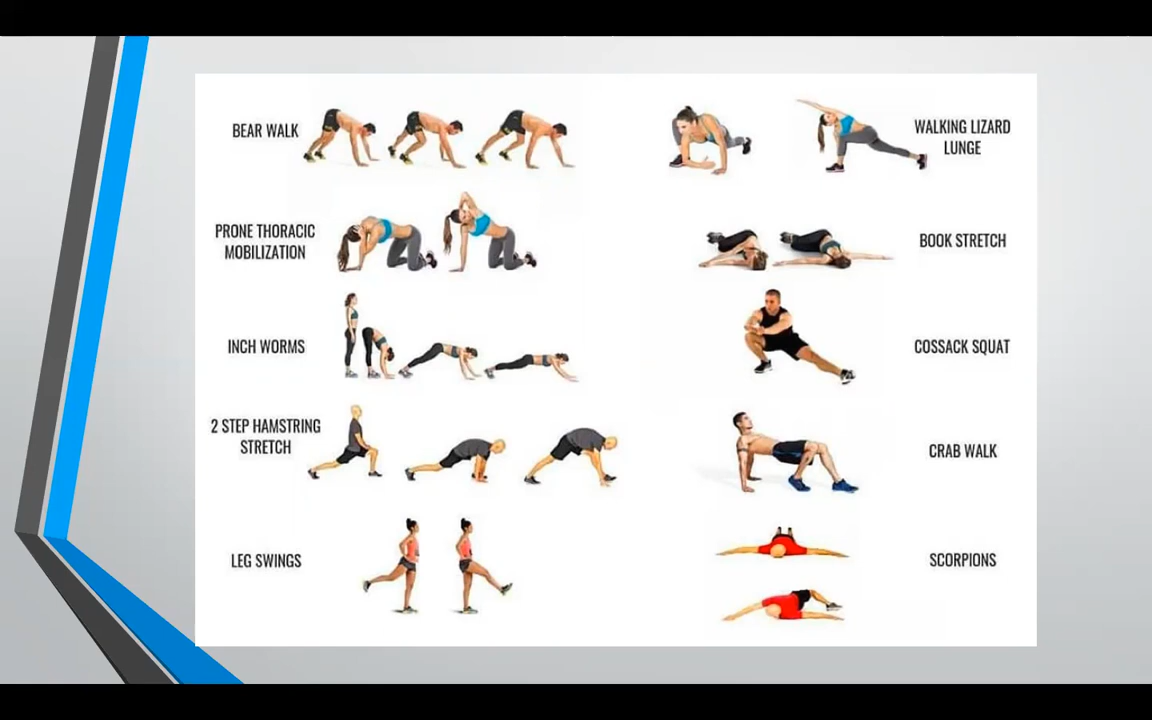 BEAR WALK
WALKING LIZARD
LUNGE
PRONE THORACIC
MOBILIZATION
BOOK STRETCH
INCH WORMS
COSSACK SQUAT
2 STEP HAMSTRING
STRETCH
CRAB WALK
LEG SWINGS
SCORPIONS